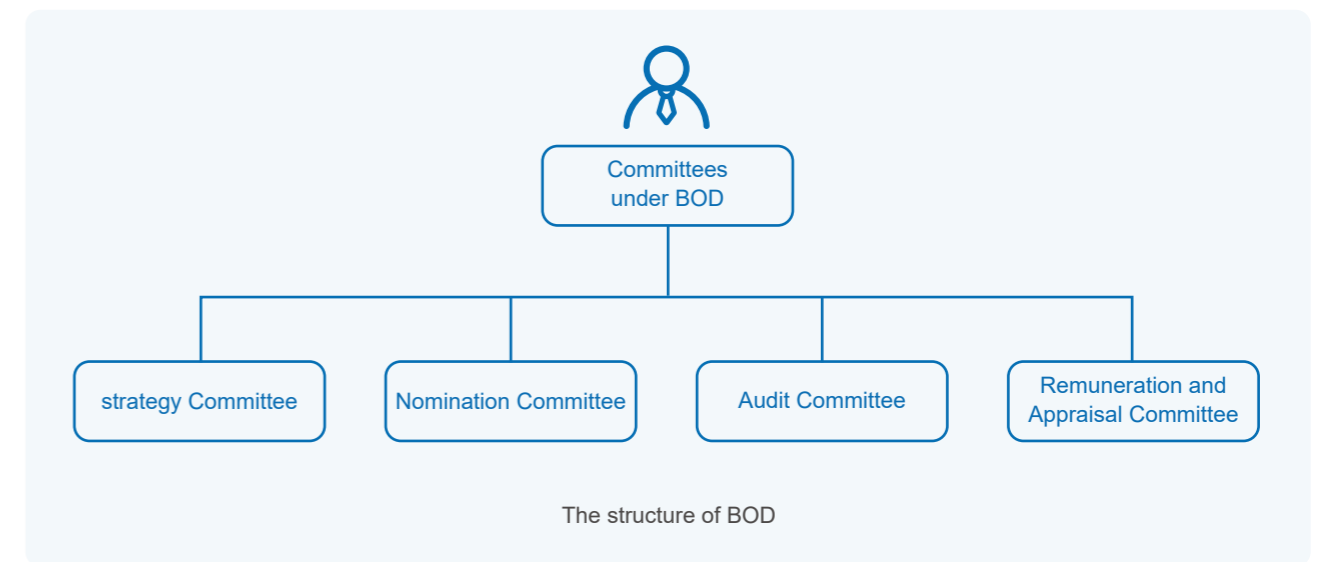 Committees
under BOD
strategy Committee
Nomination Committee
Audit Committee
Remuneration and
Appraisal Committee
The structure of BOD